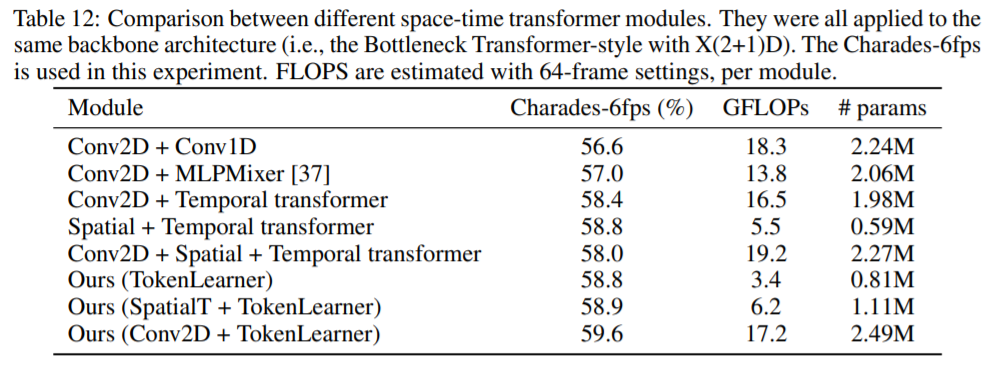 Table 12: Comparison between different space-time transformer modules. They were all applied to the
same backbone architecture (i.e., the Bottleneck Transformer-style with X(2+1)D). The Charades-6fps
is used in this experiment. FLOPS are estimated with 64-frame settings, per module.
Module Charades-6fps (%) GFLOPs # params
Conv2D + Conv1D 56.6 18.3 2.24M
Conv2D + MLPMixer [37] 57.0 13.8 2.06M
Conv2D + Temporal transformer 58.4 16.5 1.98M
Spatial + Temporal transformer 58.8 5.5 0.59M
Conv2D + Spatial + Temporal transformer 58.0 19.2 2.27M
Ours (TokenLearner) 58.8 3.4 0.81M
Ours (SpatialT + TokenLearner) 58.9 6.2 1.11M
Ours (Conv2D + TokenLearner) 59.6 17.2 2.49M